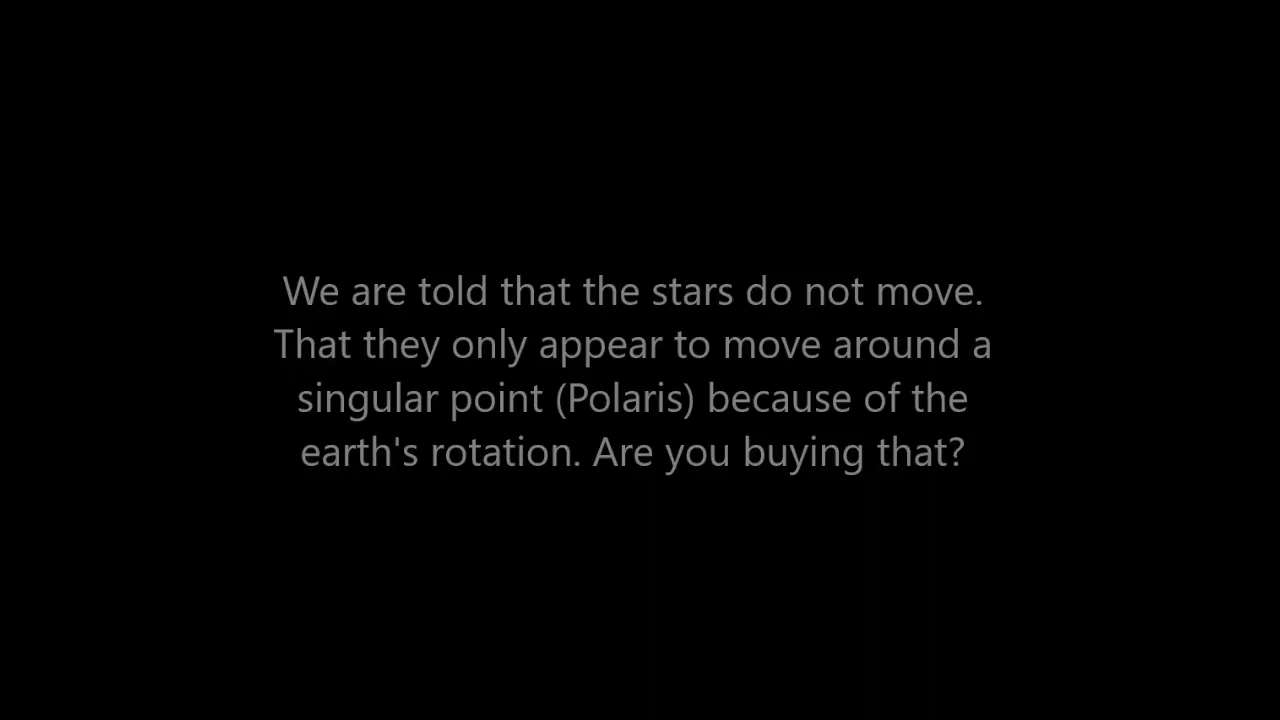 We are told that the stars do not move.
That they only appear to move around a
singular point (Polaris) because of the
earth's rotation. Are you buying that?